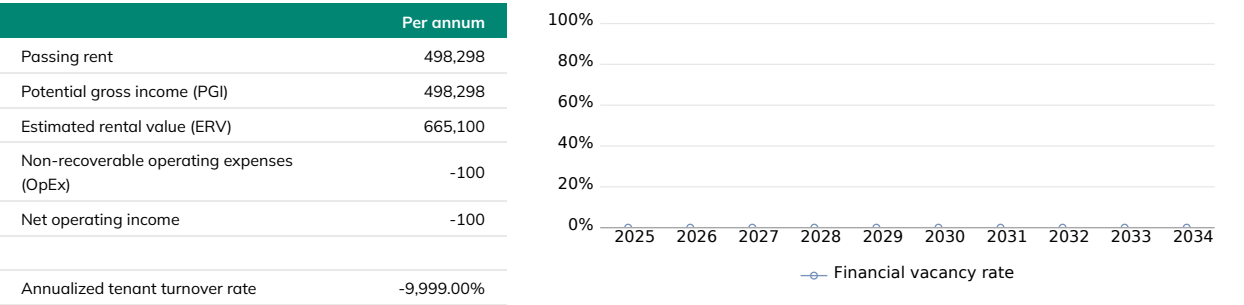 Per annum
Passing rent 498,298
Potential gross income (PGI) 498,298
Estimated rental value (ERV) 665,100
Non-recoverable operating expenses
(OpEx) -100
Net operating income -100
Annualized tenant turnover rate -9,999.00%
100%
80%
60%
40%
20%
0%
2025 2026 2027 2028 2029 2030 2031 2032 2033 2034
Financial vacancy rate